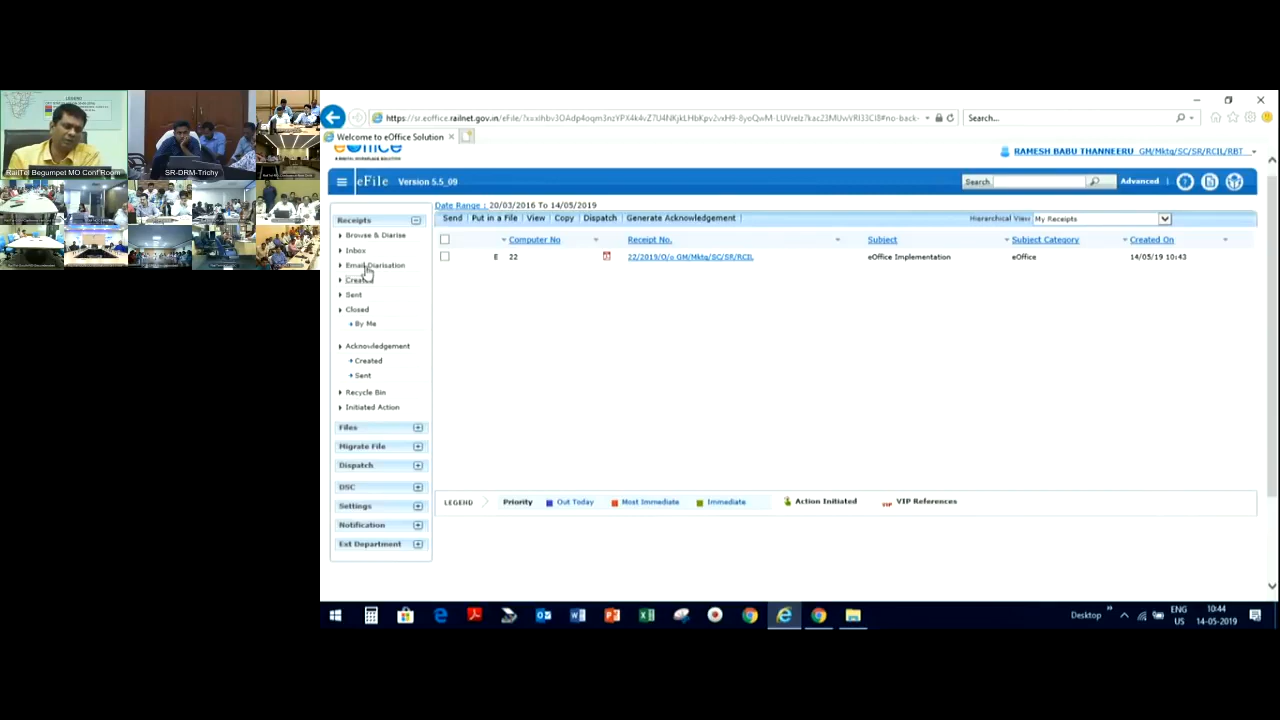 RailTel Begumpet MO Conf Room
SR-DRM-Trichy
Search...
Welcome to eOffice Solution
eOffice
A DIGITAL WORKPLACE SOLUTION
RAMESH BABU THANNEERU GM/Mktg/SC/SR/RCIL/RBT
eFile Version 5.5_09
Search Advanced
Date Range : 20/03/2016 To 14/05/2019
Send Put in a File View Copy Dispatch Generate Acknowledgement Hierarchical View My Receipts
Computer No Receipt No. Subject Subject Category Created On
E 22 22/2019/O/o GM/Mktg/SC/SR/RCIL eOffice Implementation eOffice 14/05/19 10:43
Receipts
Browse & Diarise
Inbox
Email Diarisation
Created
Sent
Closed
By Me
Acknowledgement
Created
Sent
Recycle Bin
Initiated Action
Files
Migrate File
Dispatch
DSC
Settings
Notification
Ext Department
LEGEND Priority Out Today Most Immediate Immediate Action Initiated VIP References
Desktop ENG 10:44
US 14-05-2019